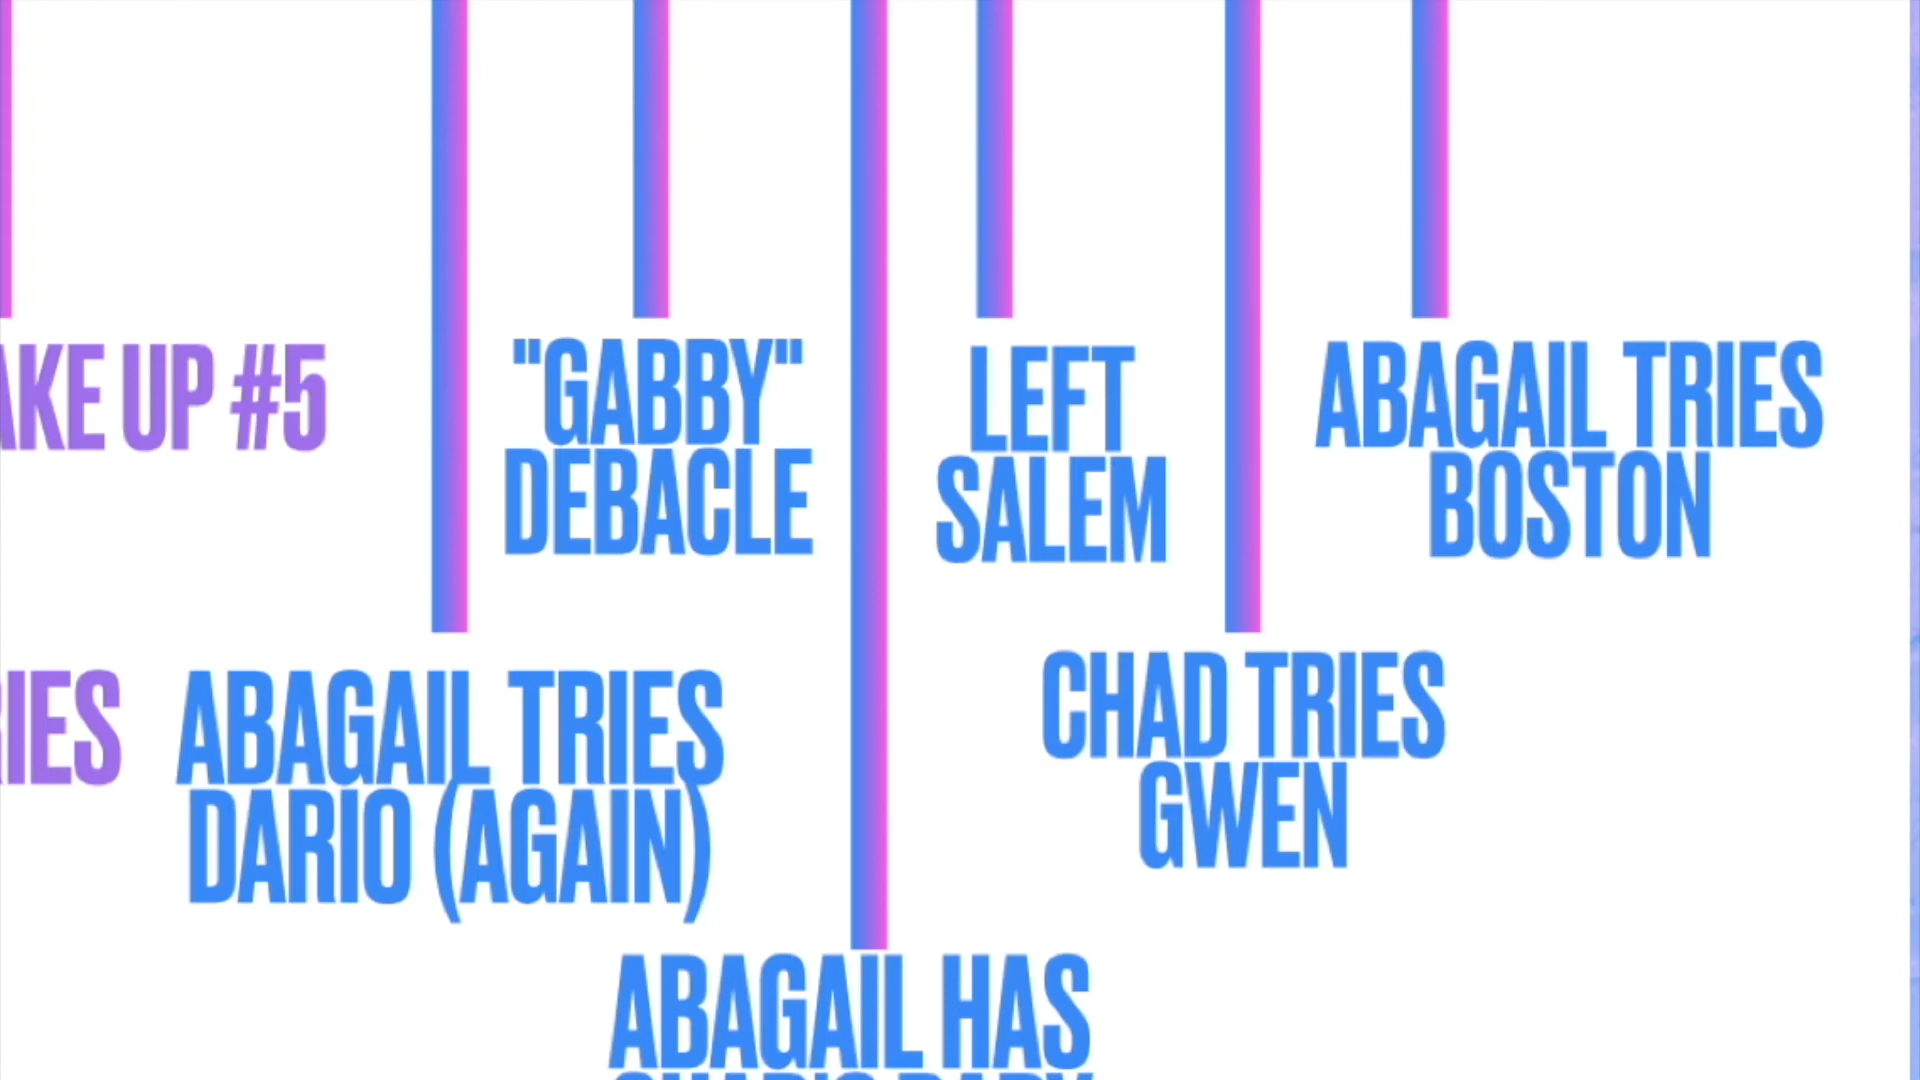 AKE UP #5
"GABBY"
DEBACLE
LEFT
SALEM
ABAGAIL TRIES
BOSTON
RIES
ABAGAIL TRIES
DARIO (AGAIN)
CHAD TRIES
GWEN
ABAGAIL HAS